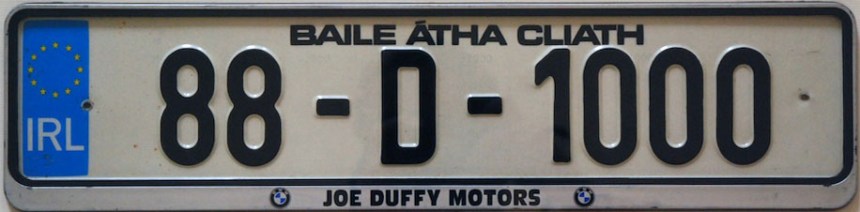 BAILE ÁTHA CLIATH
IRL 88-D-1000
JOE DUFFY MOTORS